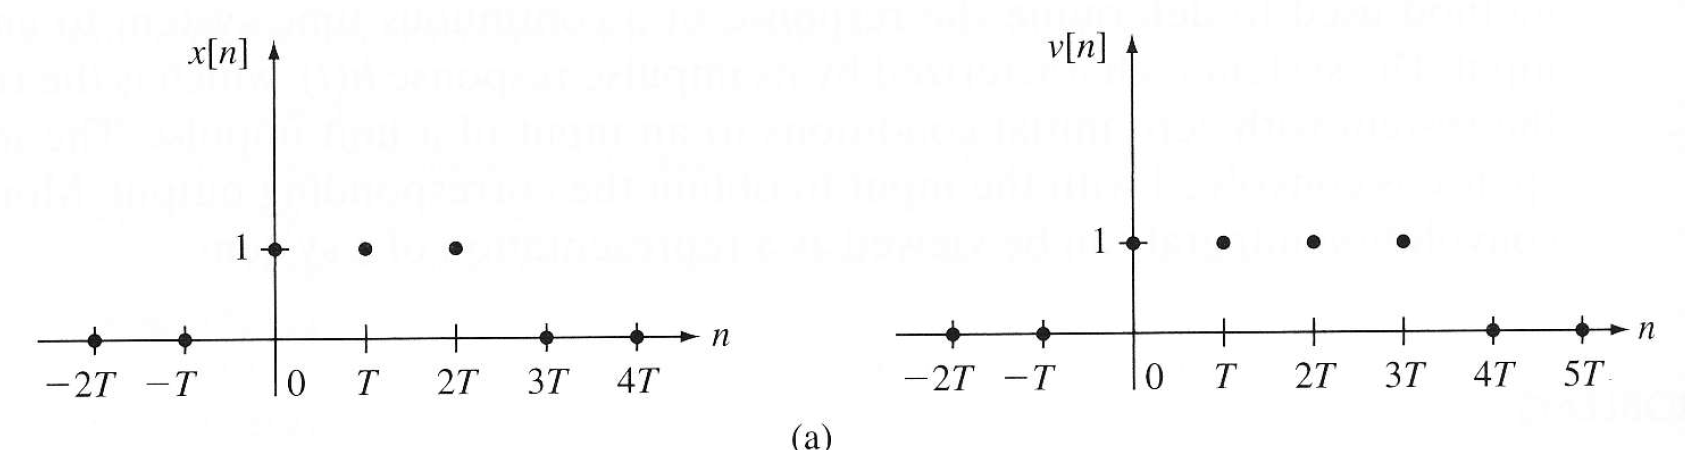 x[n]
v[n]
1
1
n
n
−2T −T 0 T 2T 3T 4T
−2T −T 0 T 2T 3T 4T 5T
(a)